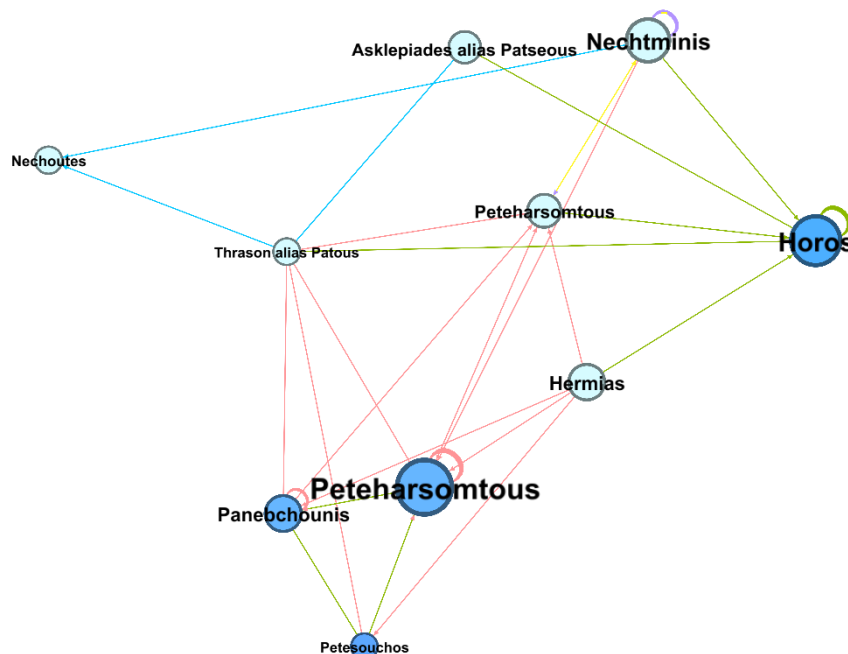 Asklepiades alias Patseous
Nechtminis
Nechoutes
Peteharsomtous
Horos
Thrason alias Patous
Hermias
Peteharsomtous
Panebchounis
Petesouchos